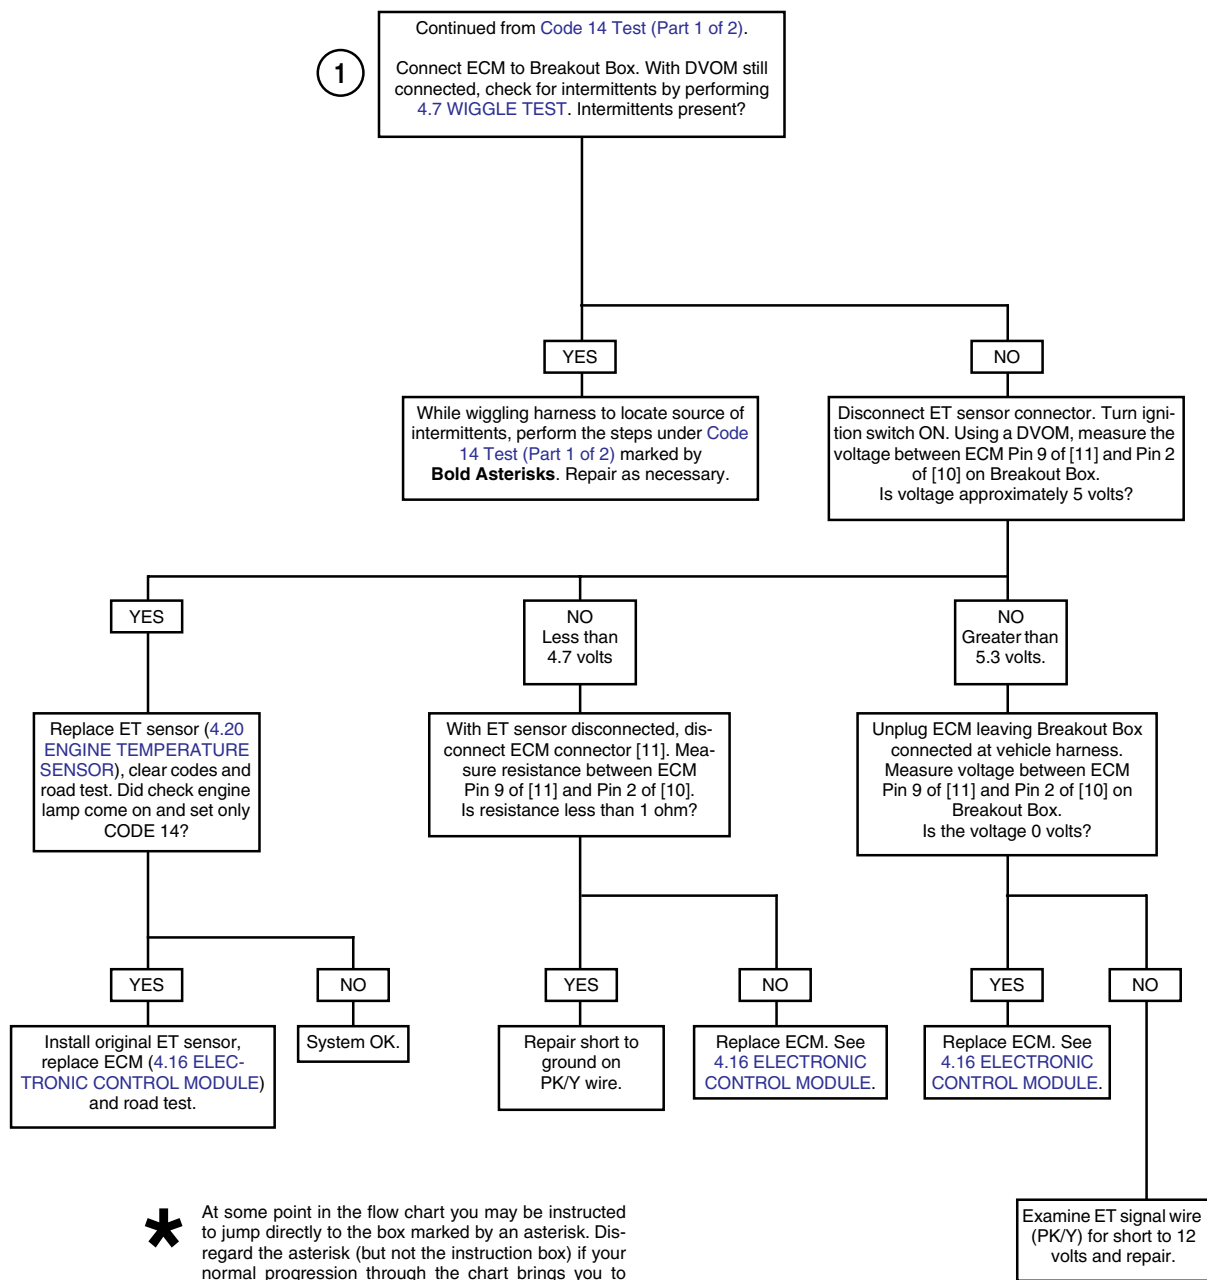 Continued from Code 14 Test (Part 1 of 2).
1
Connect ECM to Breakout Box. With DVOM still
connected, check for intermittents by performing
4.7 WIGGLE TEST. Intermittents present?
YES
NO
While wiggling harness to locate source of
intermittents, perform the steps under Code
14 Test (Part 1 of 2) marked by
Bold Asterisks. Repair as necessary.
Disconnect ET sensor connector. Turn igni-
tion switch ON. Using a DVOM, measure the
voltage between ECM Pin 9 of [11] and Pin 2
of [10] on Breakout Box.
Is voltage approximately 5 volts?
YES
NO
Less than
4.7 volts
NO
Greater than
5.3 volts.
Replace ET sensor (4.20
ENGINE TEMPERATURE
SENSOR), clear codes and
road test. Did check engine
lamp come on and set only
CODE 14?
With ET sensor disconnected, dis-
connect ECM connector [11]. Mea-
sure resistance between ECM
Pin 9 of [11] and Pin 2 of [10].
Is resistance less than 1 ohm?
Unplug ECM leaving Breakout Box
connected at vehicle harness.
Measure voltage between ECM
Pin 9 of [11] and Pin 2 of [10] on
Breakout Box.
Is the voltage 0 volts?
YES
NO
YES
NO
YES
NO
Install original ET sensor,
replace ECM (4.16 ELEC-
TRONIC CONTROL MODULE)
and road test.
System OK.
Repair short to
ground on
PK/Y wire.
Replace ECM. See
4.16 ELECTRONIC
CONTROL MODULE.
Replace ECM. See
4.16 ELECTRONIC
CONTROL MODULE.
Examine ET signal wire
(PK/Y) for short to 12
volts and repair.
* At some point in the flow chart you may be instructed
to jump directly to the box marked by an asterisk. Dis-
regard the asterisk (but not the instruction box) if your
normal progression through the chart brings you to